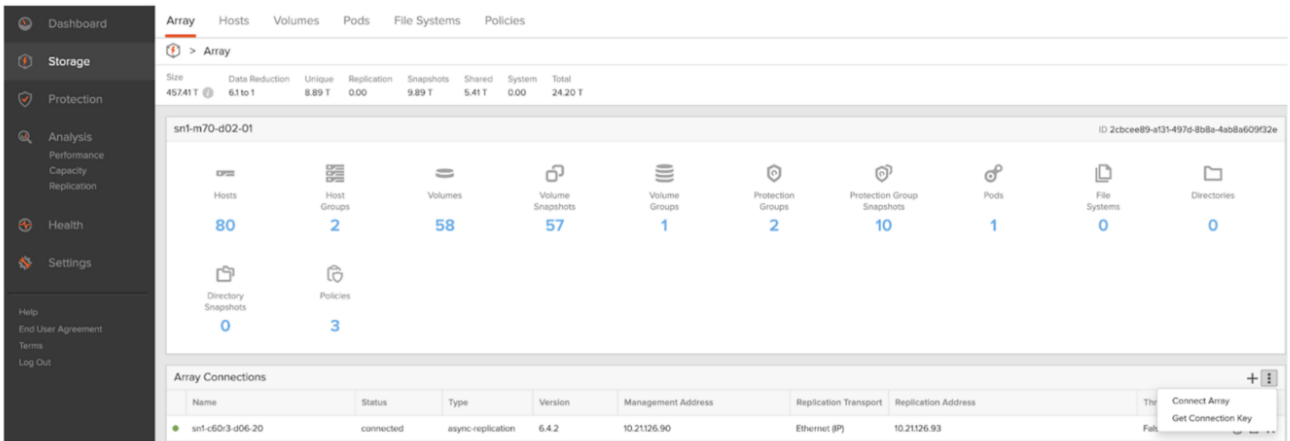 Dashboard
Storage
Protection
Analysis
Performance
Capacity
Replication
Health
Settings
Help
End User Agreement
Terms
Log Out
Array Hosts Volumes Pods File Systems Policies
> Array
Size Data Reduction Unique Replication Snapshots Shared System Total
457.41 T 6.1 to 1 8.89 T 0.00 9.89 T 5.41 T 0.00 24.20 T
sn1-m70-d02-01 ID 2cbcee89-a131-497d-8b8a-4ab8a609f32e
Hosts Host Groups Volumes Volume Snapshots Volume Groups Protection Groups Protection Group Snapshots Pods File Systems Directories
80 2 58 57 1 2 10 1 0 0
Directory Snapshots Policies
0 3
Array Connections
Name Status Type Version Management Address Replication Transport Replication Address
sn1-c60r3-d06-20 connected async-replication 6.4.2 10.21.126.90 Ethernet (IP) 10.21.126.93
Connect Array
Get Connection Key